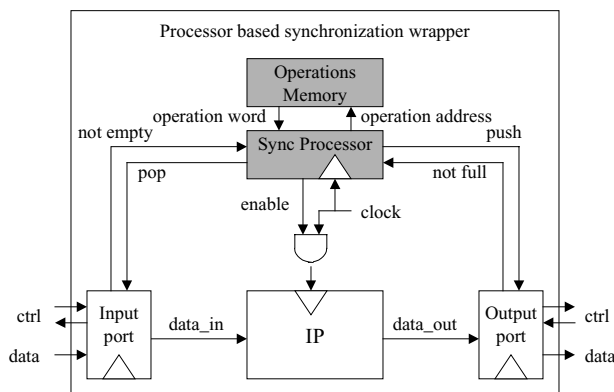 Processor based synchronization wrapper
Operations
Memory
operation word
operation address
not empty
push
Sync Processor
pop
not full
enable
clock
ctrl
Input
port
data_in
IP
data_out
Output
port
ctrl
data
data